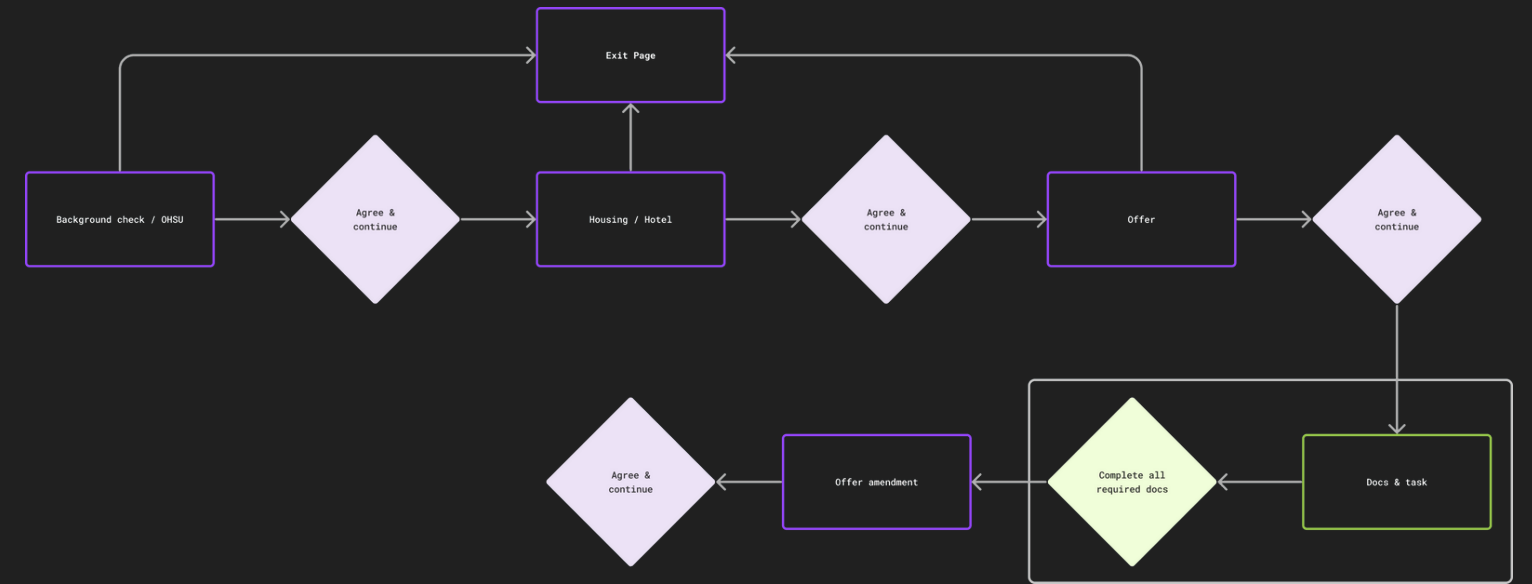 Exit Page
Background check / OHSU
Agree &
continue
Housing / Hotel
Agree &
continue
Offer
Agree &
continue
Agree &
continue
Offer amendment
Complete all
required docs
Docs & task